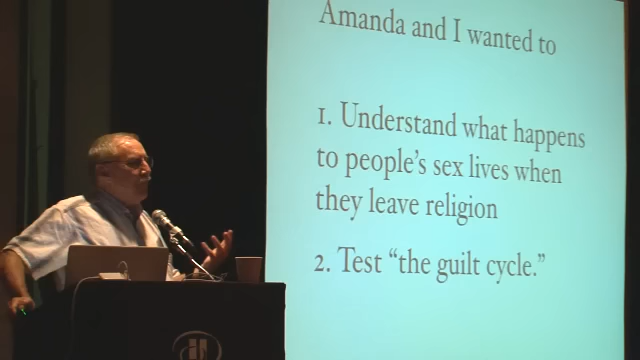 Amanda and I wanted to
1. Understand what happens
to people's sex lives when
they leave religion
2. Test “the guilt cycle.”